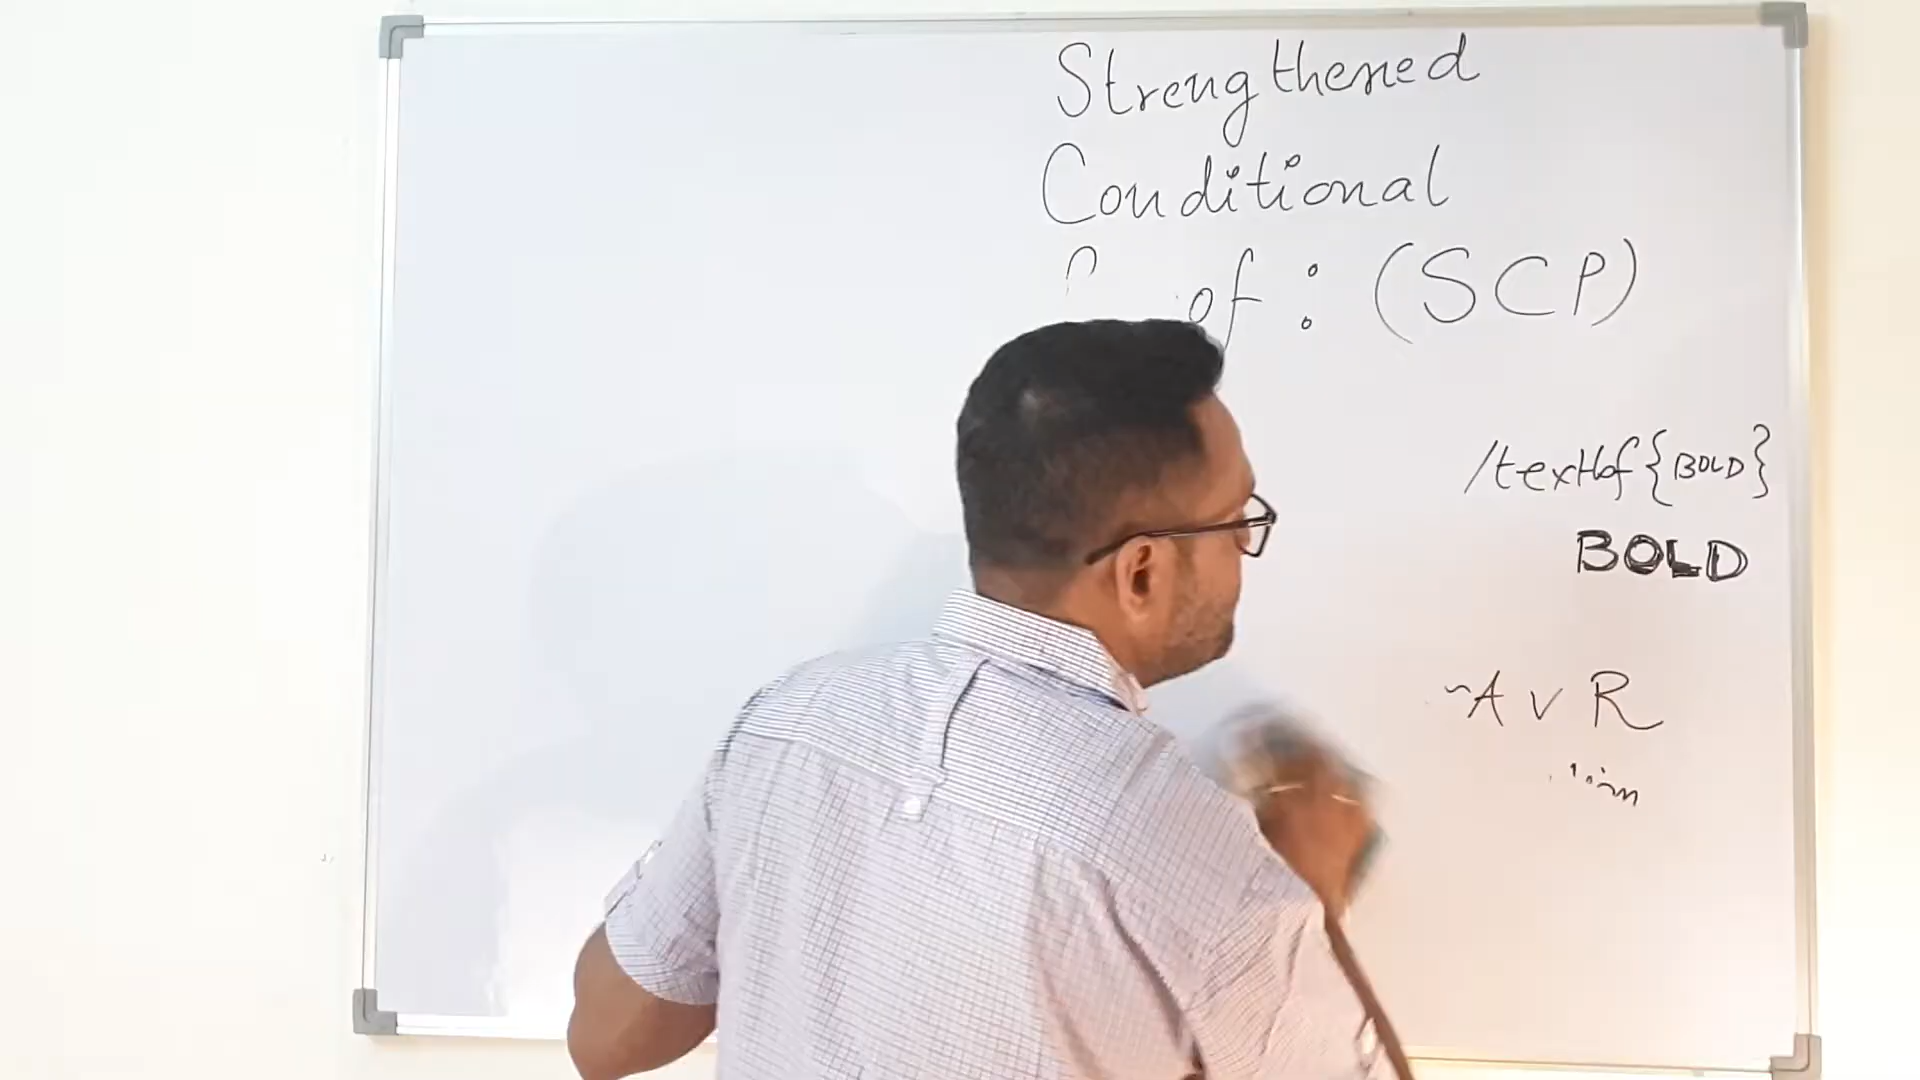 Strengthened
Conditional
of : (SCP)
/textbf{BOLD}
BOLD
~A v R